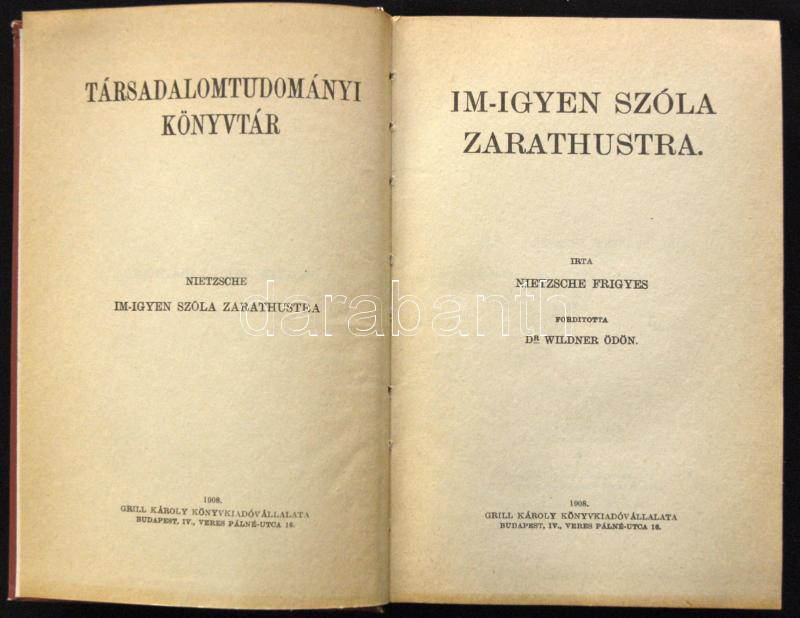 TÁRSADALOMTUDOMÁNYI
KÖNYVTÁR
NIETZSCHE
IM-IGYEN SZÓLA ZARATHUSTRA
1908.
GRILL KÁROLY KÖNYVKIADÓVÁLLALATA
BUDAPEST, IV., VERES PÁLNÉ-UTCA 16.
IM-IGYEN SZÓLA
ZARATHUSTRA.
IRTA
NIETZSCHE FRIGYES
FORDITOTTA
DR WILDNER ÖDÖN.
1908.
GRILL KÁROLY KÖNYVKIADÓVÁLLALATA
BUDAPEST, IV., VERES PÁLNÉ-UTCA 16.
darabanth